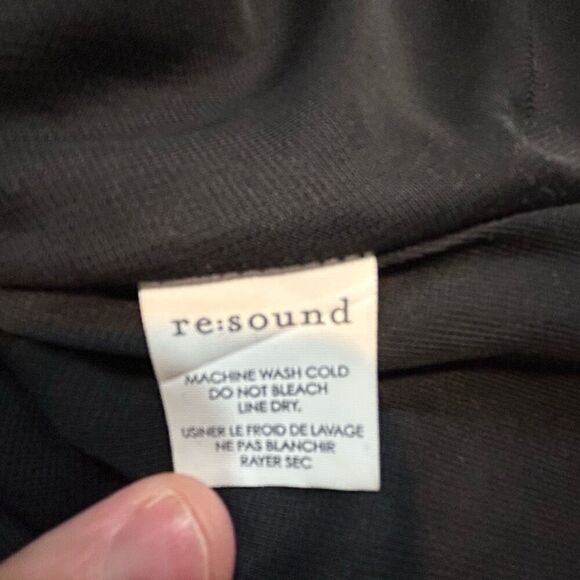 re:sound
MACHINE WASH COLD
DO NOT BLEACH
LINE DRY.
USINER LE FROID DE LAVAGE
NE PAS BLANCHIR
RAYER SEC